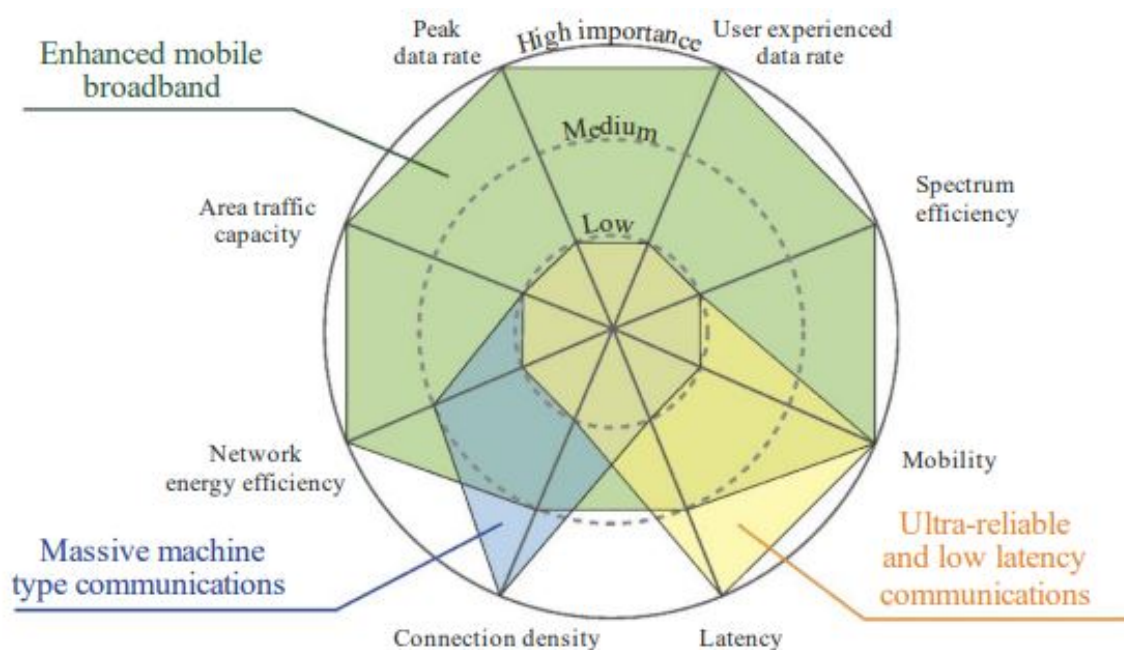 Peak
data rate
High importance
User experienced
data rate
Enhanced mobile
broadband
Medium
Area traffic
capacity
Spectrum
efficiency
Low
Network
energy efficiency
Mobility
Massive machine
type communications
Ultra-reliable
and low latency
communications
Connection density
Latency